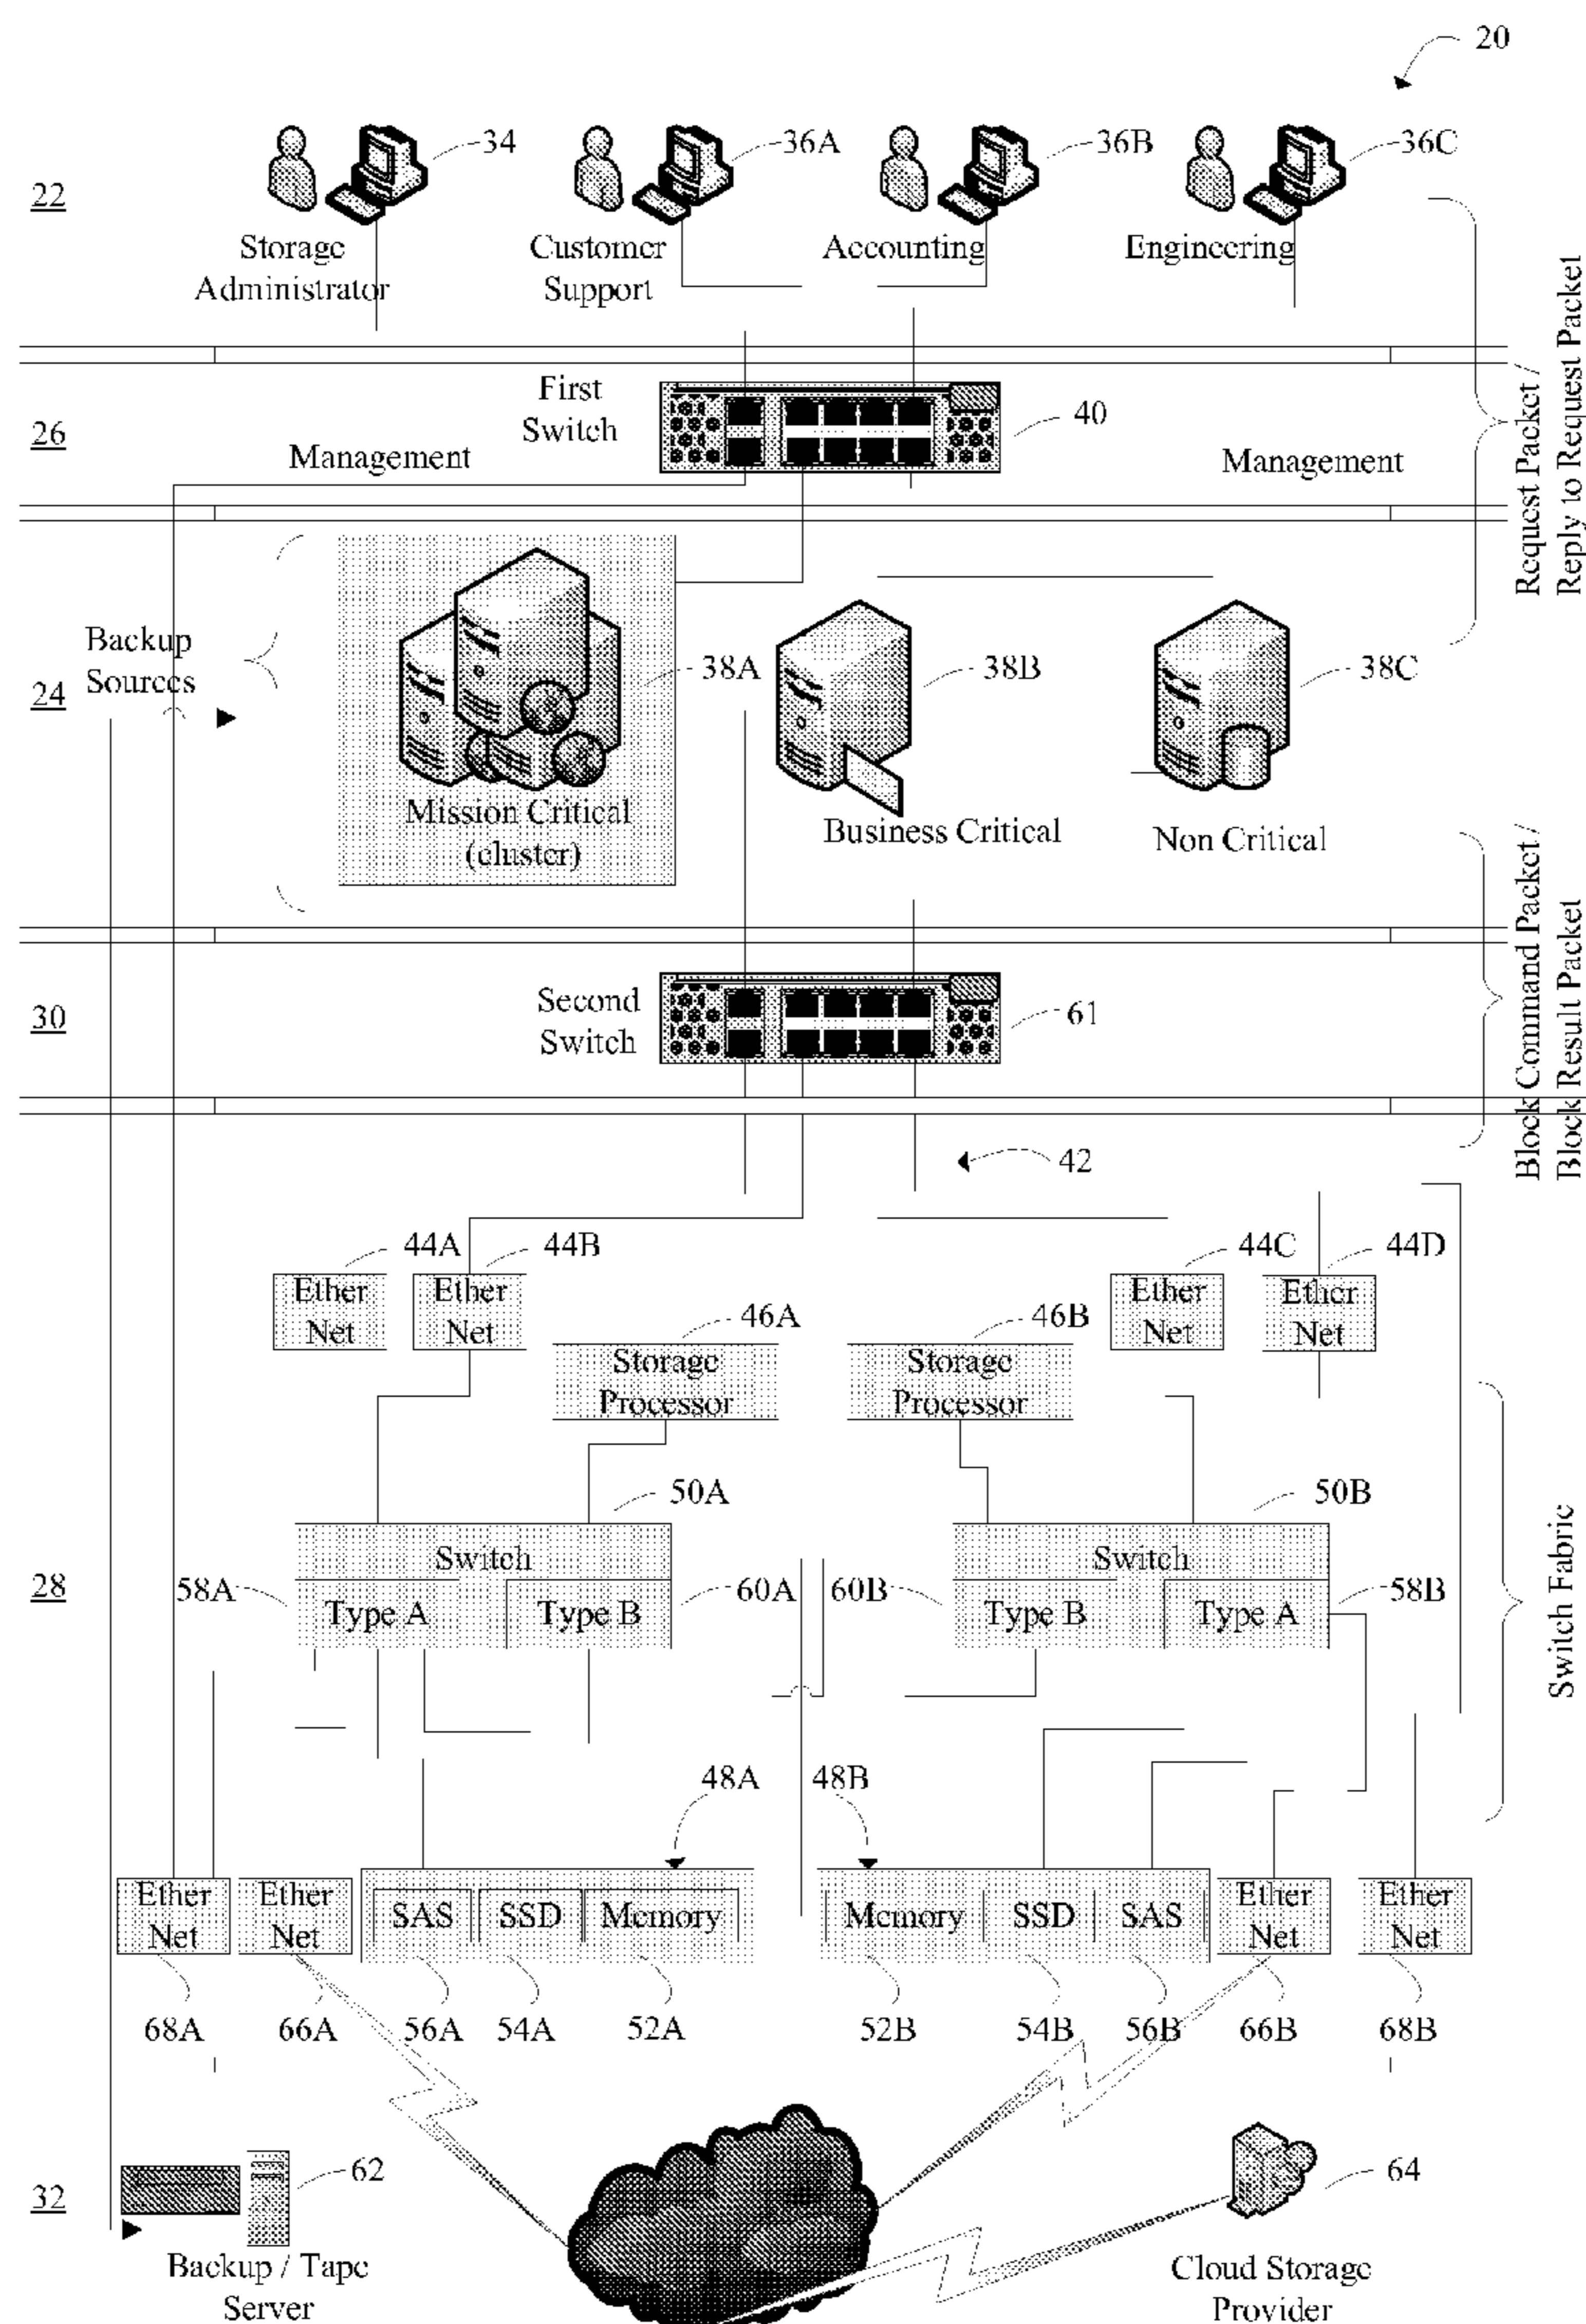 20
34
36A
36B
36C
22
Storage
Administrator
Customer
Support
Accounting
Engineering
Request Packet /
Reply to Request Packet
First
Switch
40
26
Management
Management
Backup
Sources
24
38A
38B
38C
Mission Critical
(cluster)
Business Critical
Non Critical
Block Command Packet /
Block Result Packet
Second
Switch
61
30
42
44A
44B
44C
44D
Ether
Net
Ether
Net
Ether
Net
Ether
Net
46A
46B
Storage
Processor
Storage
Processor
50A
50B
Switch
Switch
28
58A
Type A
Type B
60A
60B
Type B
Type A
58B
Switch Fabric
48A
48B
Ether
Net
Ether
Net
SAS
SSD
Memory
Memory
SSD
SAS
Ether
Net
Ether
Net
68A
66A
56A
54A
52A
52B
54B
56B
66B
68B
32
62
64
Backup / Tape
Server
Cloud Storage
Provider